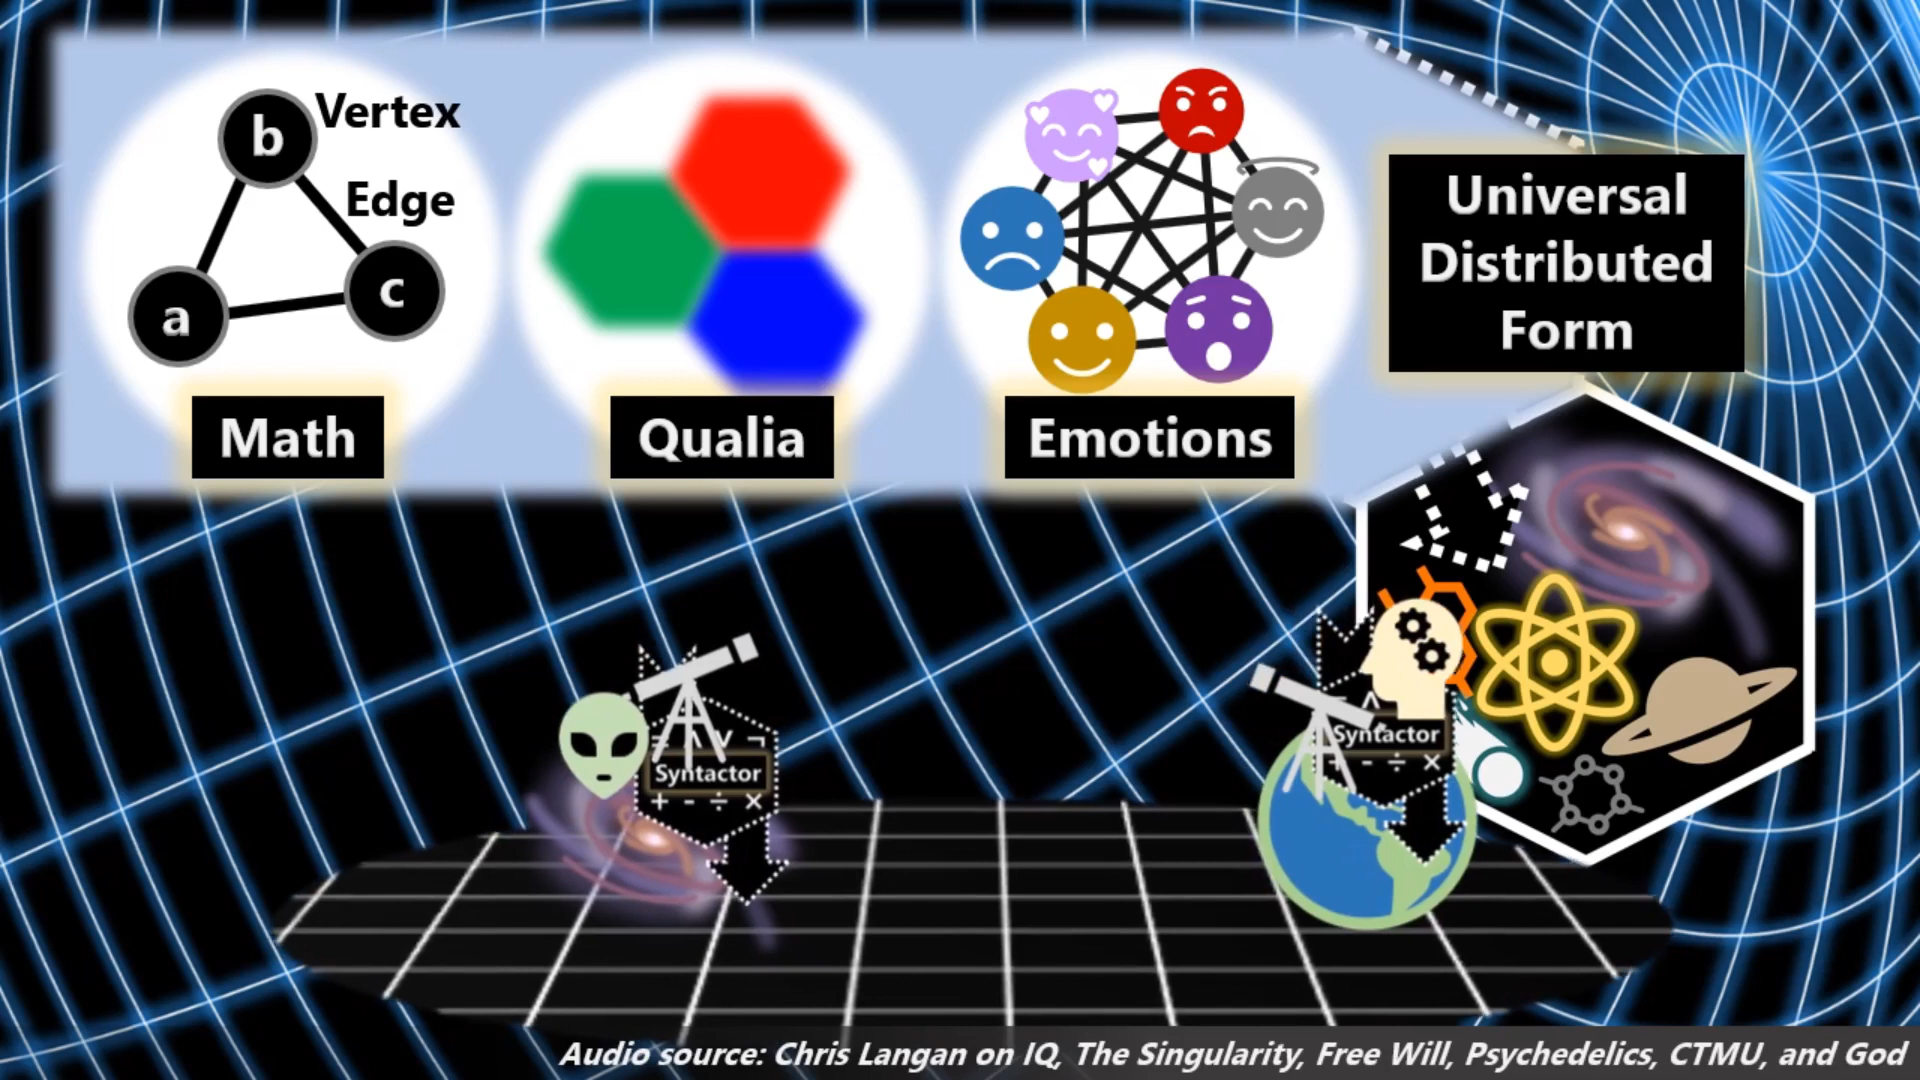 b
Vertex
Edge
a
c
Math
Qualia
Emotions
Universal
Distributed
Form
∧ ∨ ¬
Syntactor
+ - ÷ ×
∧
Syntactor
+ - ÷ ×
Audio source: Chris Langan on IQ, The Singularity, Free Will, Psychedelics, CTMU, and God